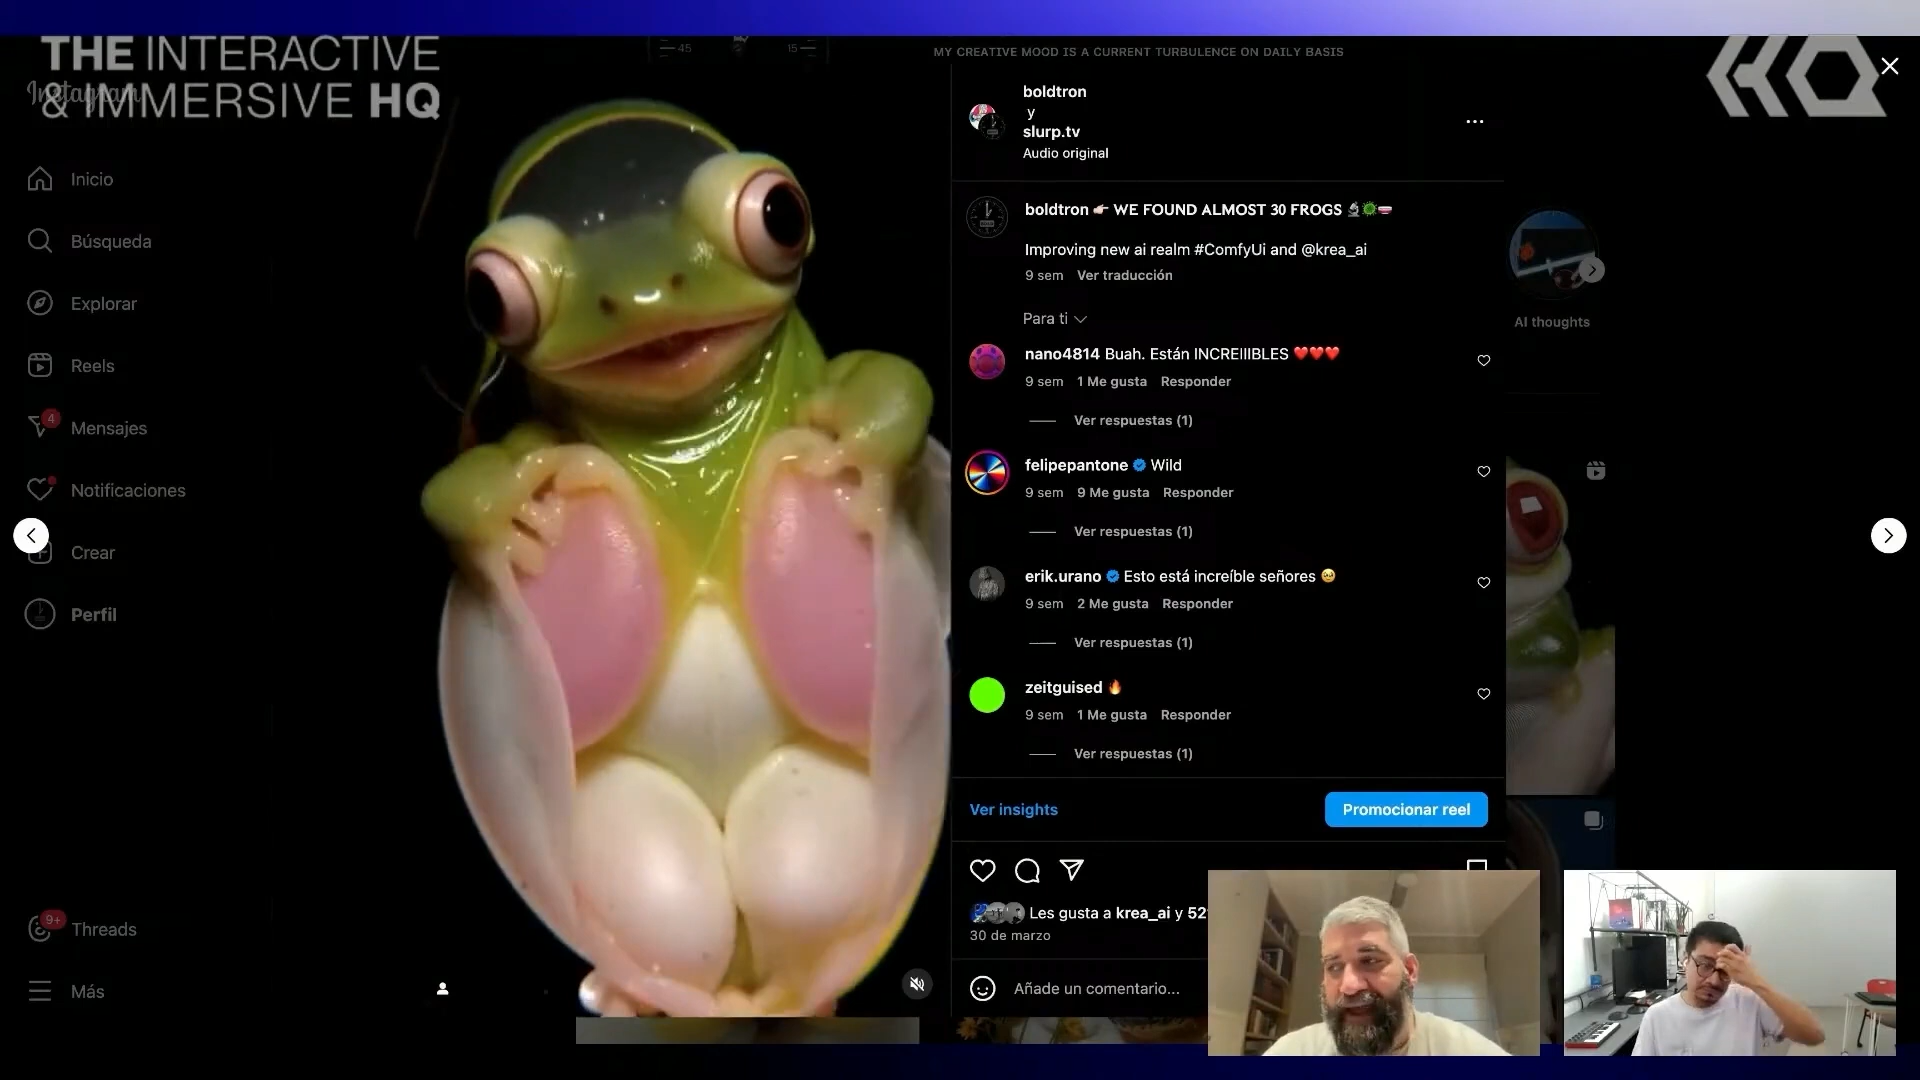 THE INTERACTIVE
& IMMERSIVE HQ
Instagram
HQ
45
15
MY CREATIVE MOOD IS A CURRENT TURBULENCE ON DAILY BASIS
Inicio
Búsqueda
Explorar
Reels
4
Mensajes
Notificaciones
Crear
Perfil
9+
Threads
Más
boldtron
y
slurp.tv
Audio original
boldtron 👉🏻 WE FOUND ALMOST 30 FROGS 🔬🦠🧫
Improving new ai realm #ComfyUi and @krea_ai
9 sem Ver traducción
Para ti
nano4814 Buah. Están INCREIIIBLES ❤️❤️❤️
9 sem 1 Me gusta Responder
Ver respuestas (1)
felipepantone Wild
9 sem 9 Me gusta Responder
Ver respuestas (1)
erik.urano Esto está increíble señores 🥹
9 sem 2 Me gusta Responder
Ver respuestas (1)
zeitguised 🔥
9 sem 1 Me gusta Responder
Ver respuestas (1)
Ver insights
Promocionar reel
Les gusta a krea_ai y
30 de marzo
Añade un comentario...
AI thoughts